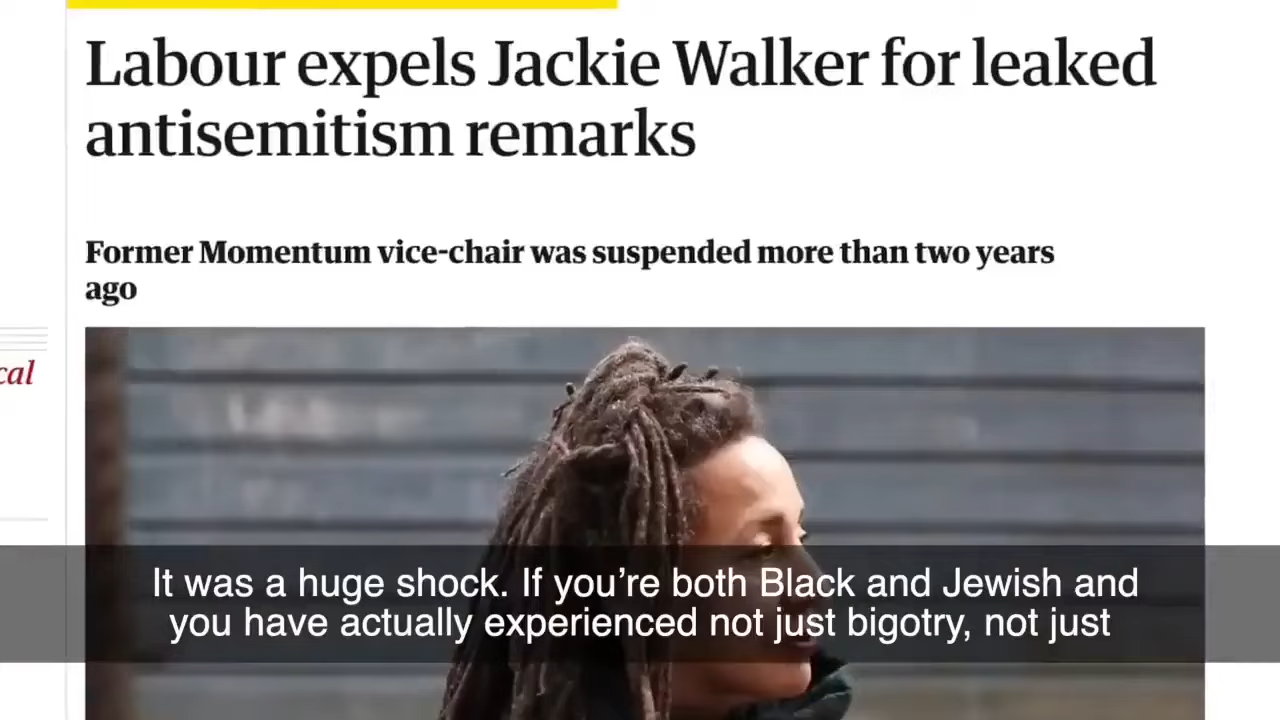 Labour expels Jackie Walker for leaked
antisemitism remarks
Former Momentum vice-chair was suspended more than two years
ago
cal
It was a huge shock. If you’re both Black and Jewish and
you have actually experienced not just bigotry, not just